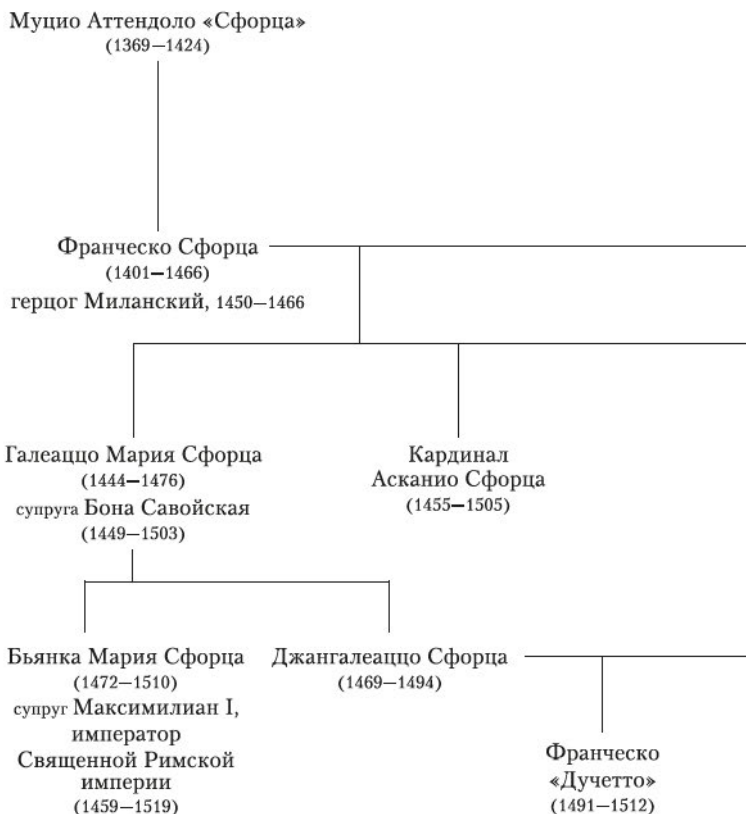 Муцио Аттендоло «Сфорца»
(1369—1424)
Франческо Сфорца
(1401—1466)
герцог Миланский, 1450—1466
Галеаццо Мария Сфорца
(1444—1476)
супруга Бона Савойская
(1449—1503)
Кардинал
Асканио Сфорца
(1455—1505)
Бьянка Мария Сфорца
(1472—1510)
супруг Максимилиан I,
император
Священной Римской
империи
(1459—1519)
Джангалеаццо Сфорца
(1469—1494)
Франческо
«Дучетто»
(1491—1512)